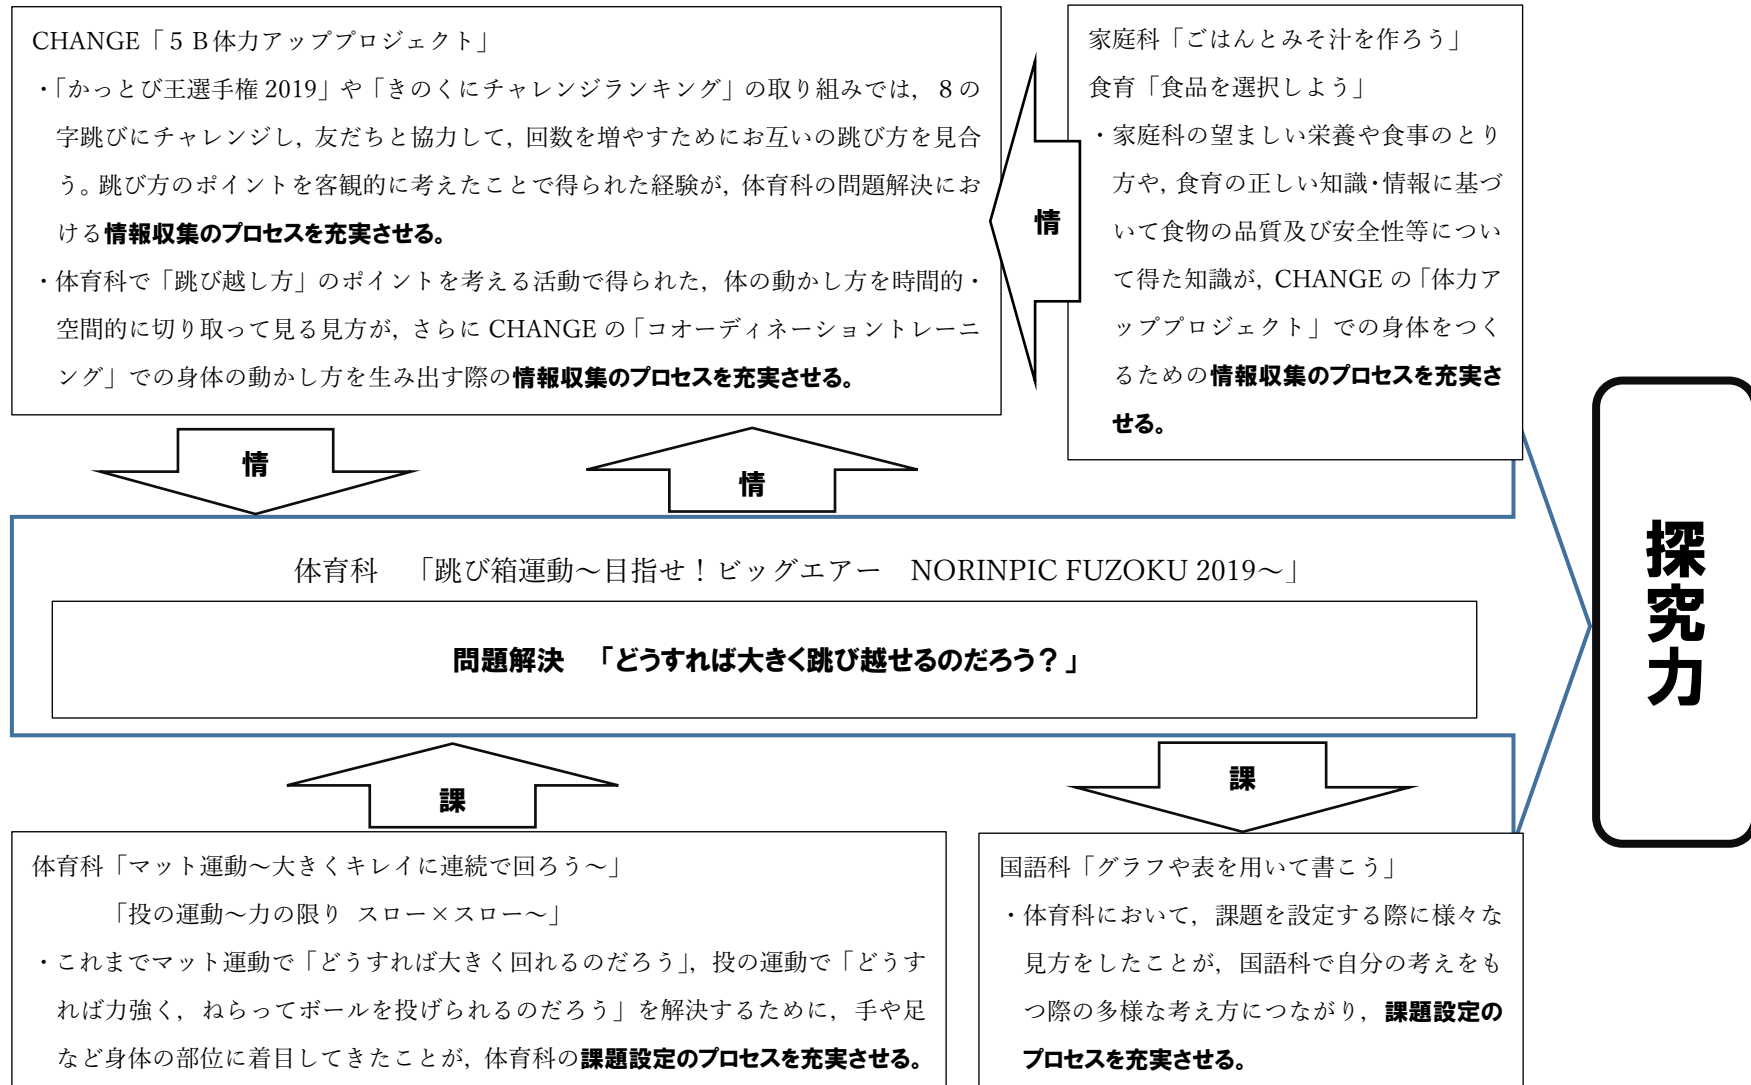 CHANGE「５Ｂ体力アッププロジェクト」
・「かっとび王選手権 2019」や「きのくにチャレンジランキング」の取り組みでは，８の
字跳びにチャレンジし，友だちと協力して，回数を増やすためにお互いの跳び方を見合
う。跳び方のポイントを客観的に考えたことで得られた経験が，体育科の問題解決にお
ける情報収集のプロセスを充実させる。
・体育科で「跳び越し方」のポイントを考える活動で得られた，体の動かし方を時間的・
空間的に切り取って見る見方が，さらに CHANGE の「コオーディネーショントレーニ
ング」での身体の動かし方を生み出す際の情報収集のプロセスを充実させる。
情
家庭科「ごはんとみそ汁を作ろう」
食育「食品を選択しよう」
・家庭科の望ましい栄養や食事のとり
方や，食育の正しい知識・情報に基づ
いて食物の品質及び安全性等につい
て得た知識が，CHANGE の「体力ア
ッププロジェクト」での身体をつく
るための情報収集のプロセスを充実さ
せる。
情
情
体育科　「跳び箱運動～目指せ！ビッグエアー　NORINPIC FUZOKU 2019～」
問題解決　「どうすれば大きく跳び越せるのだろう？」
探究力
課
課
体育科「マット運動～大きくキレイに連続で回ろう～」
「投の運動～力の限り スロー×スロー～」
・これまでマット運動で「どうすれば大きく回れるのだろう」，投の運動で「どうす
れば力強く，ねらってボールを投げられるのだろう」を解決するために，手や足
など身体の部位に着目してきたことが，体育科の課題設定のプロセスを充実させる。
国語科「グラフや表を用いて書こう」
・体育科において，課題を設定する際に様々な
見方をしたことが，国語科で自分の考えをも
つ際の多様な考え方につながり，課題設定の
プロセスを充実させる。